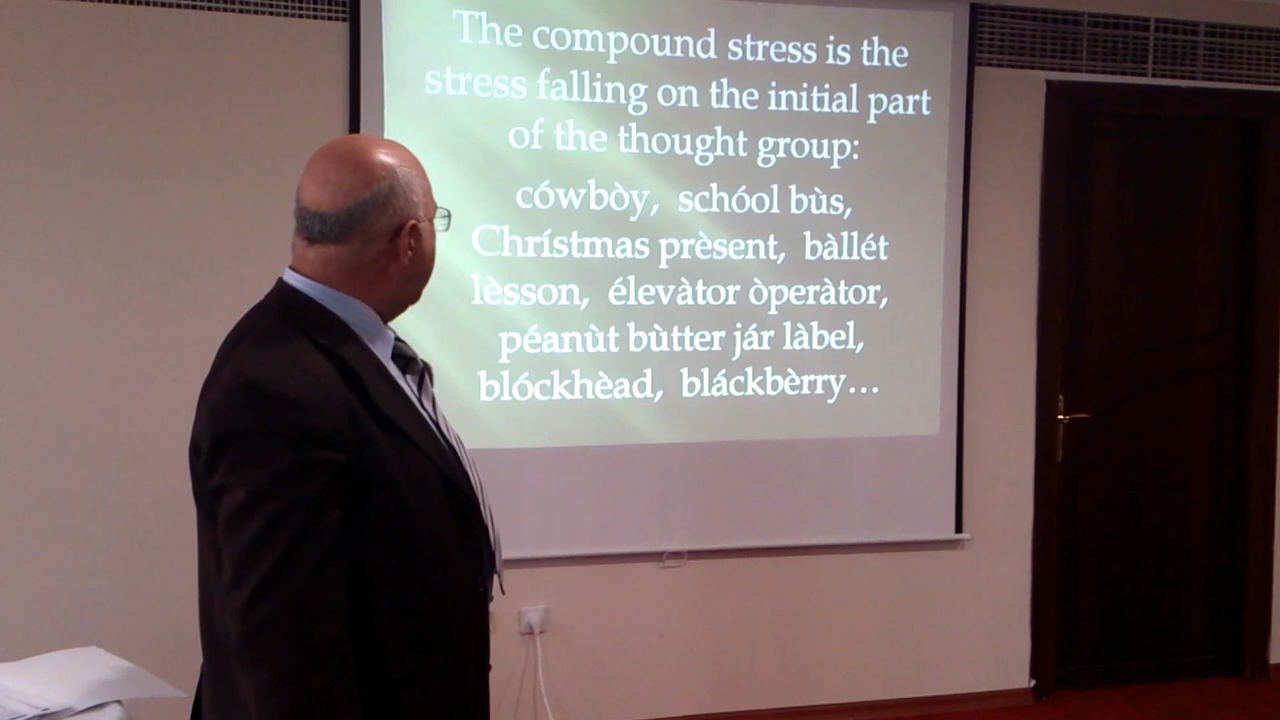 The compound stress is the
stress falling on the initial part
of the thought group:
cówbòy, schóol bùs,
Chrístmas prèsent, bàllét
lèsson, élevàtor òperàtor,
péanùt bùtter jár làbel,
blóckhèad, bláckbèrry…